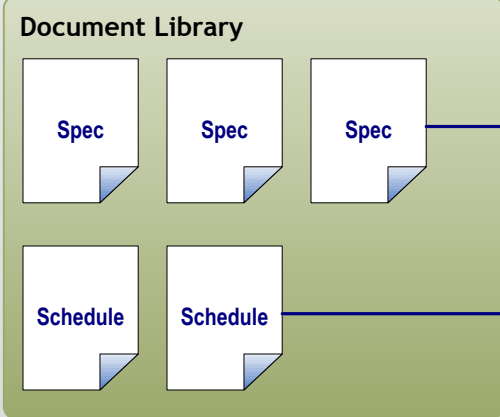 Document Library
Spec
Spec
Spec
Schedule
Schedule